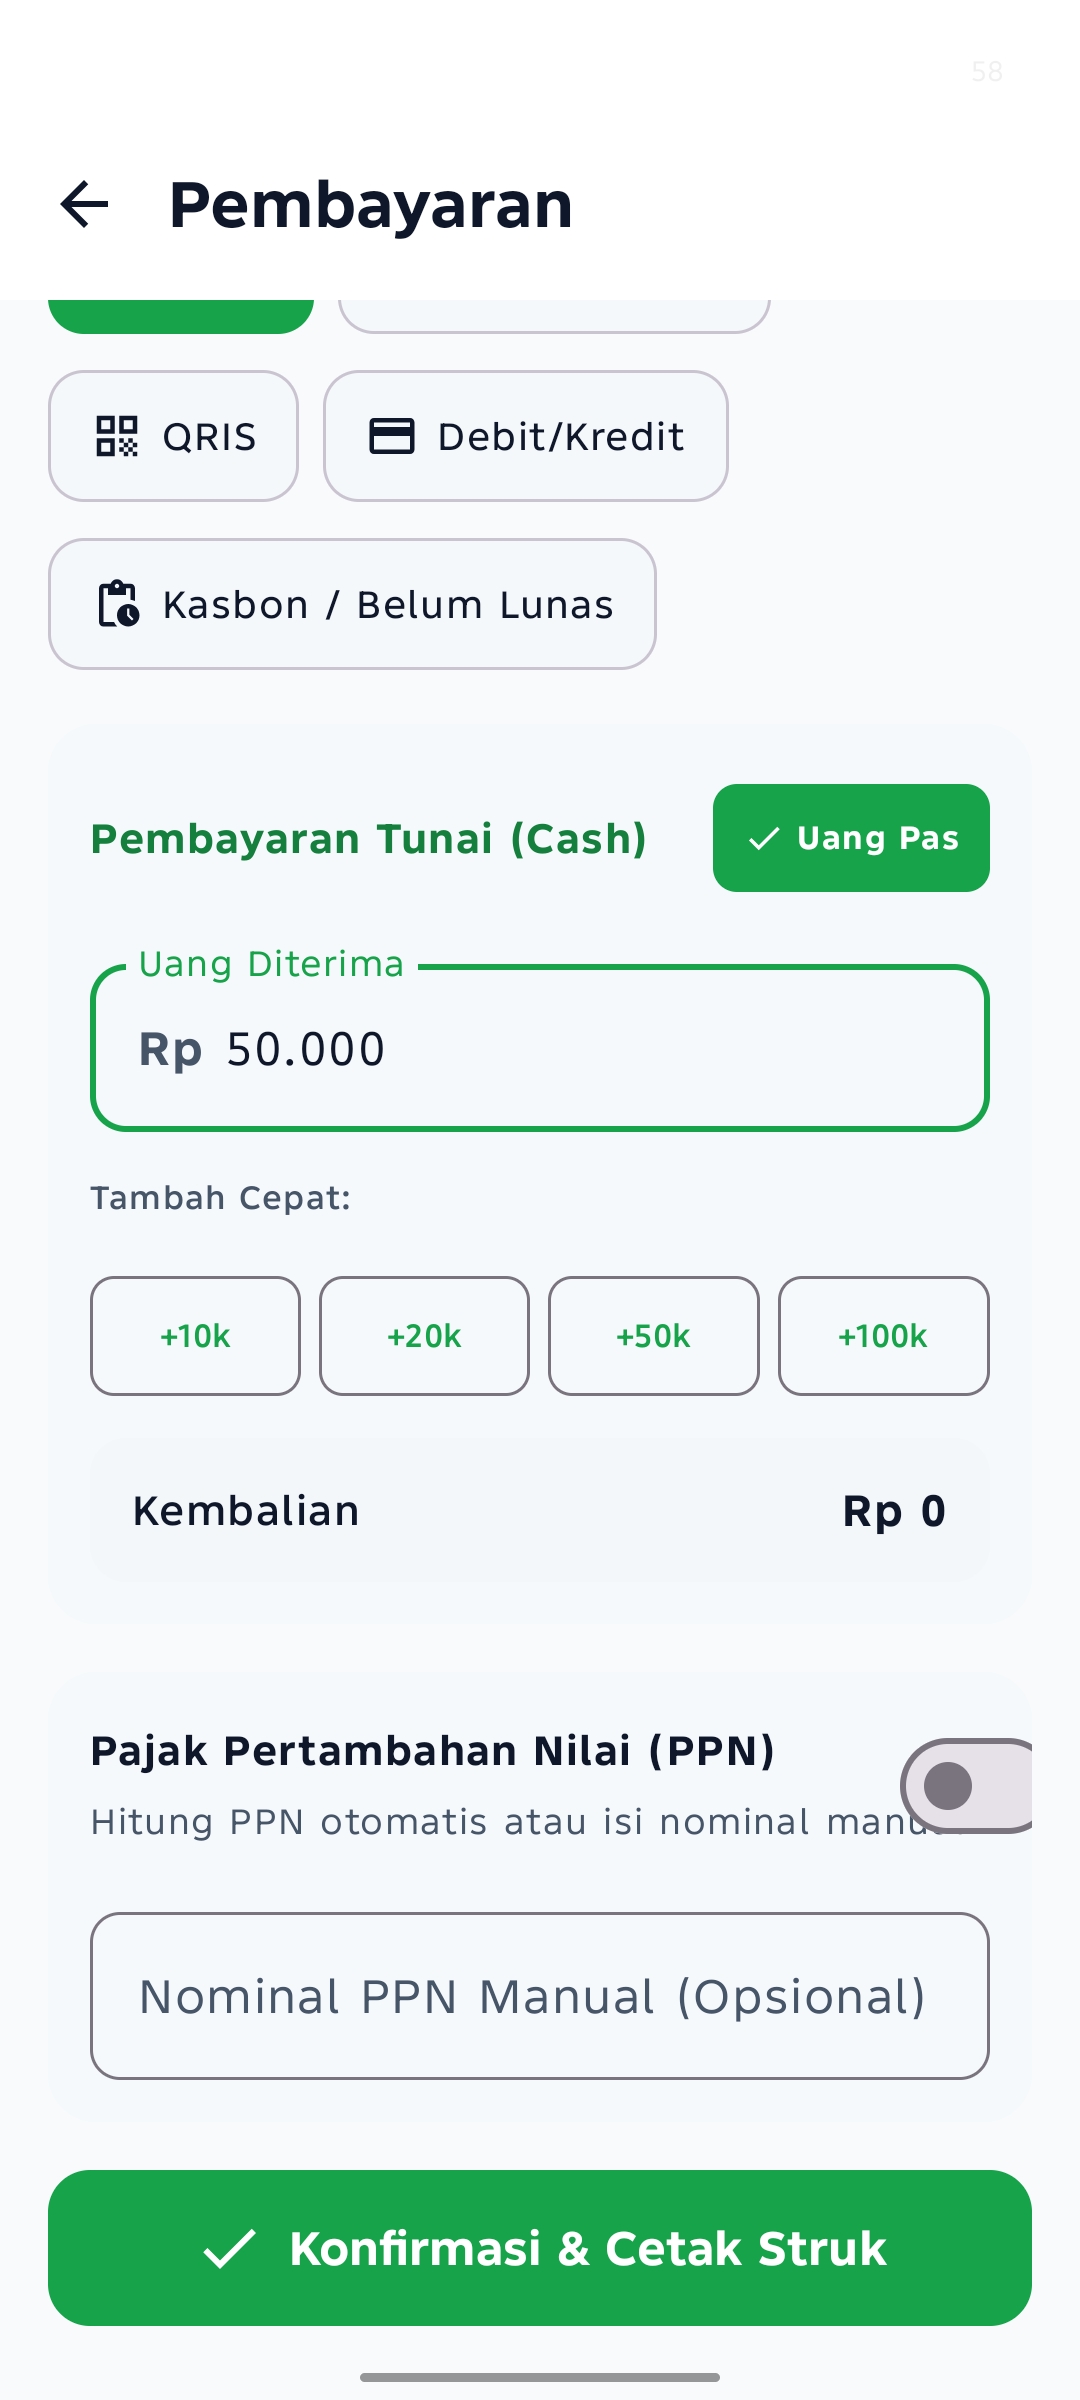 58
Pembayaran
QRIS
Debit/Kredit
Kasbon / Belum Lunas
Pembayaran Tunai (Cash)
Uang Pas
Uang Diterima
Rp 50.000
Tambah Cepat:
+10k
+20k
+50k
+100k
Kembalian
Rp 0
Pajak Pertambahan Nilai (PPN)
Hitung PPN otomatis atau isi nominal
Nominal PPN Manual (Opsional)
Konfirmasi & Cetak Struk